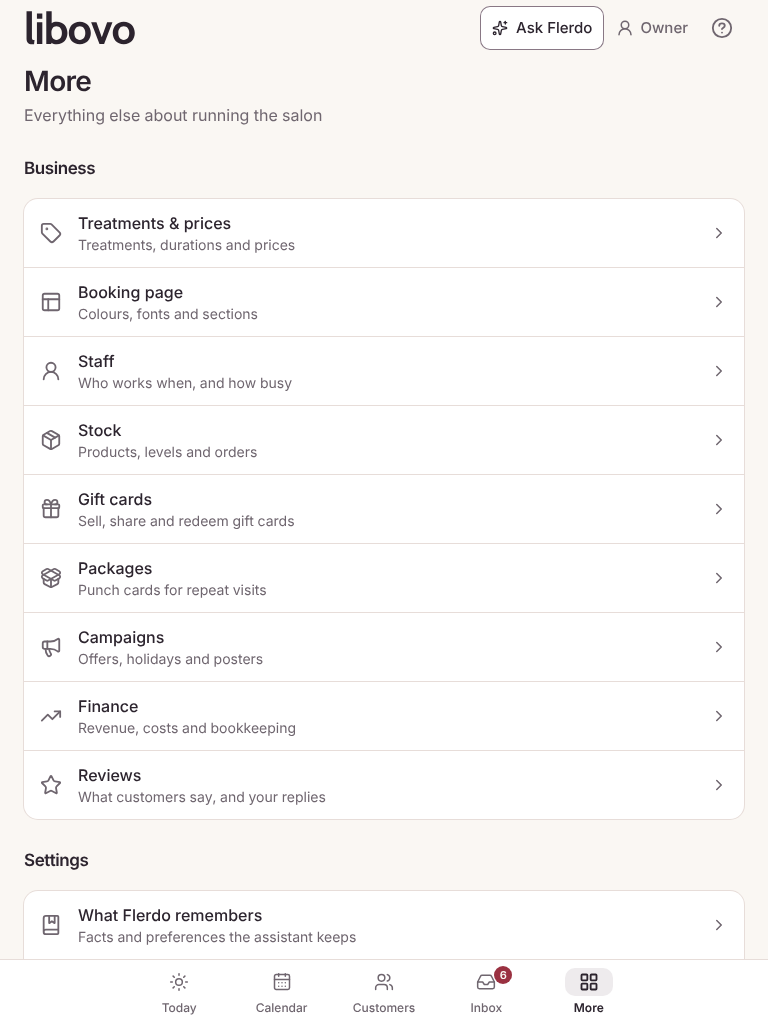 libovo
Ask Flerdo
Owner
More
Everything else about running the salon
Business
Treatments & prices
Treatments, durations and prices
Booking page
Colours, fonts and sections
Staff
Who works when, and how busy
Stock
Products, levels and orders
Gift cards
Sell, share and redeem gift cards
Packages
Punch cards for repeat visits
Campaigns
Offers, holidays and posters
Finance
Revenue, costs and bookkeeping
Reviews
What customers say, and your replies
Settings
What Flerdo remembers
Facts and preferences the assistant keeps
6
Today
Calendar
Customers
Inbox
More